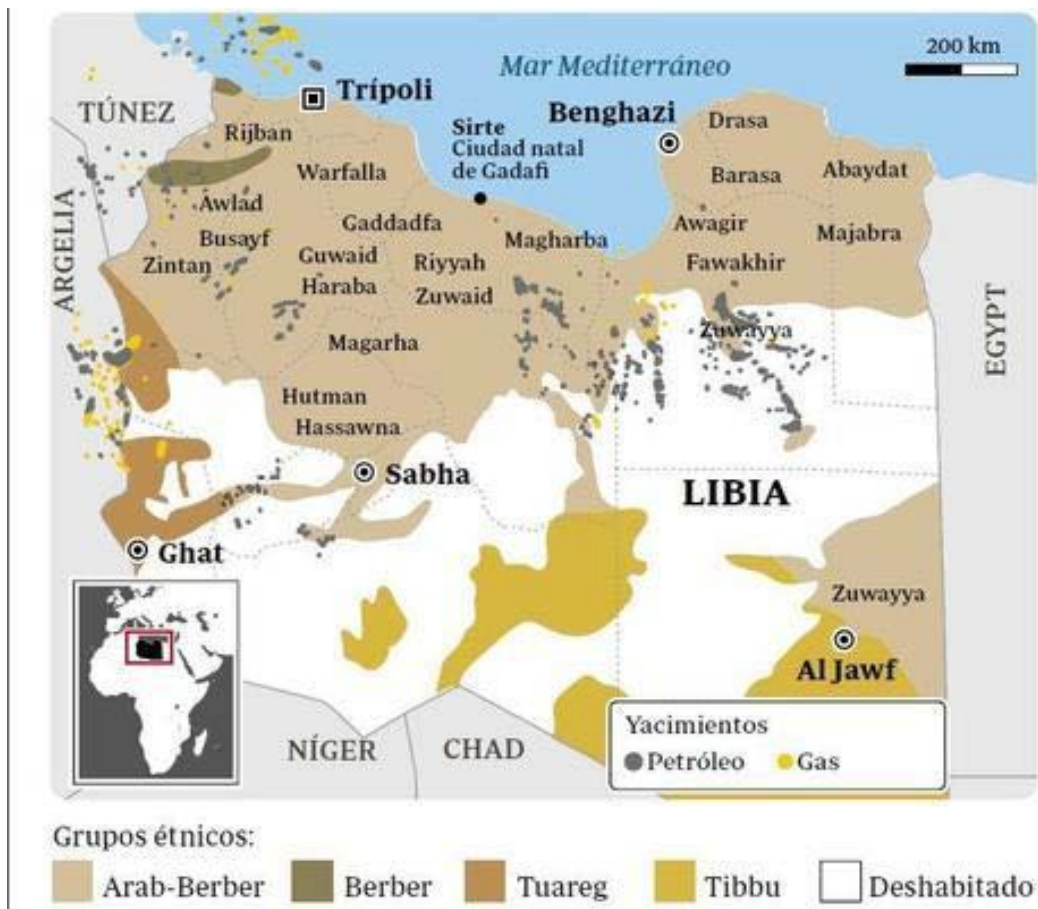 200 km
Mar Mediterráneo
TÚNEZ
Trípoli
Benghazi
Sirte
Ciudad natal
de Gadafi
Drasa
Rijban
Warfalla
Barasa
Abaydat
ARGELIA
Awlad
Busayf
Gaddadfa
Magharba
Awagir
Majabra
Zintan
Guwaid
Haraba
Riyyah
Zuwaid
Fawakhir
EGYPT
Magarha
Zuwayya
Hutman
Hassawna
Sabha
LIBIA
Ghat
Zuwayya
Al Jawf
NÍGER
CHAD
Yacimientos
Petróleo
Gas
Grupos étnicos:
Arab-Berber
Berber
Tuareg
Tibbu
Deshabitado